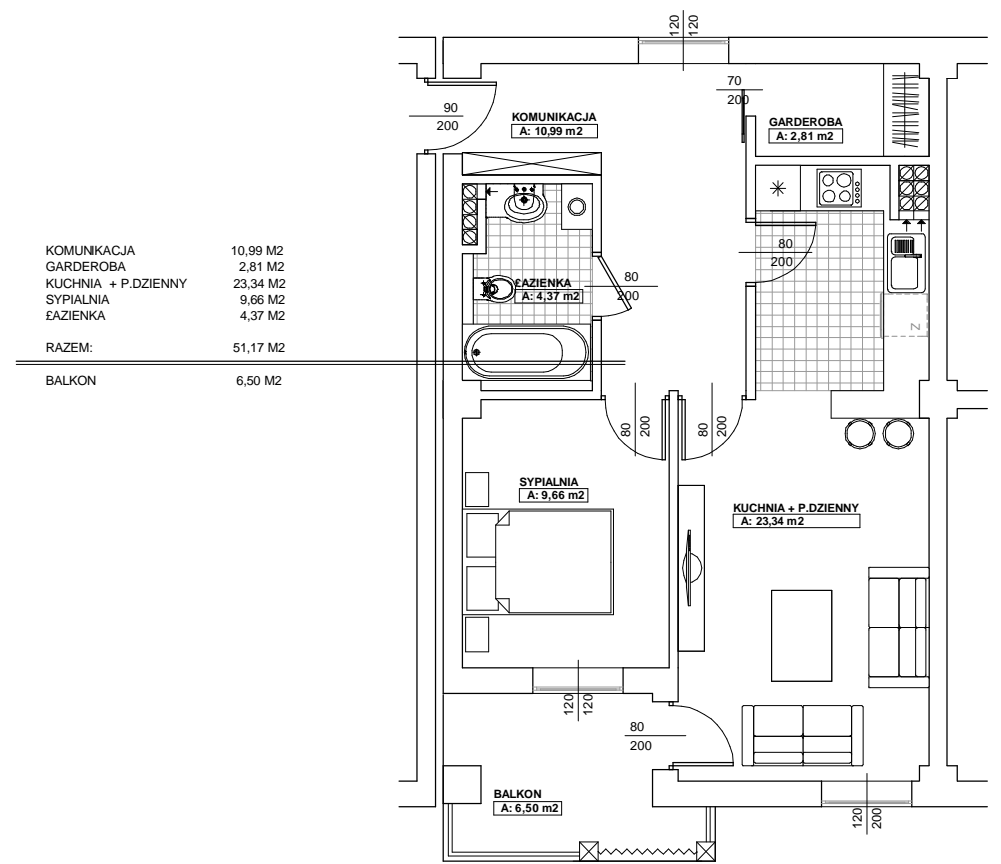 120
120
70
200
90
200
KOMUNIKACJA
A: 10,99 m2
GARDEROBA
A: 2,81 m2
80
200
KOMUNIKACJA 10,99 M2
GARDEROBA 2,81 M2
KUCHNIA + P.DZIENNY 23,34 M2
SYPIALNIA 9,66 M2
£AZIENKA 4,37 M2
RAZEM: 51,17 M2
BALKON 6,50 M2
£AZIENKA
A: 4,37 m2
80
200
Z
80
200
80
200
SYPIALNIA
A: 9,66 m2
KUCHNIA + P.DZIENNY
A: 23,34 m2
120
120
80
200
BALKON
A: 6,50 m2
120
200